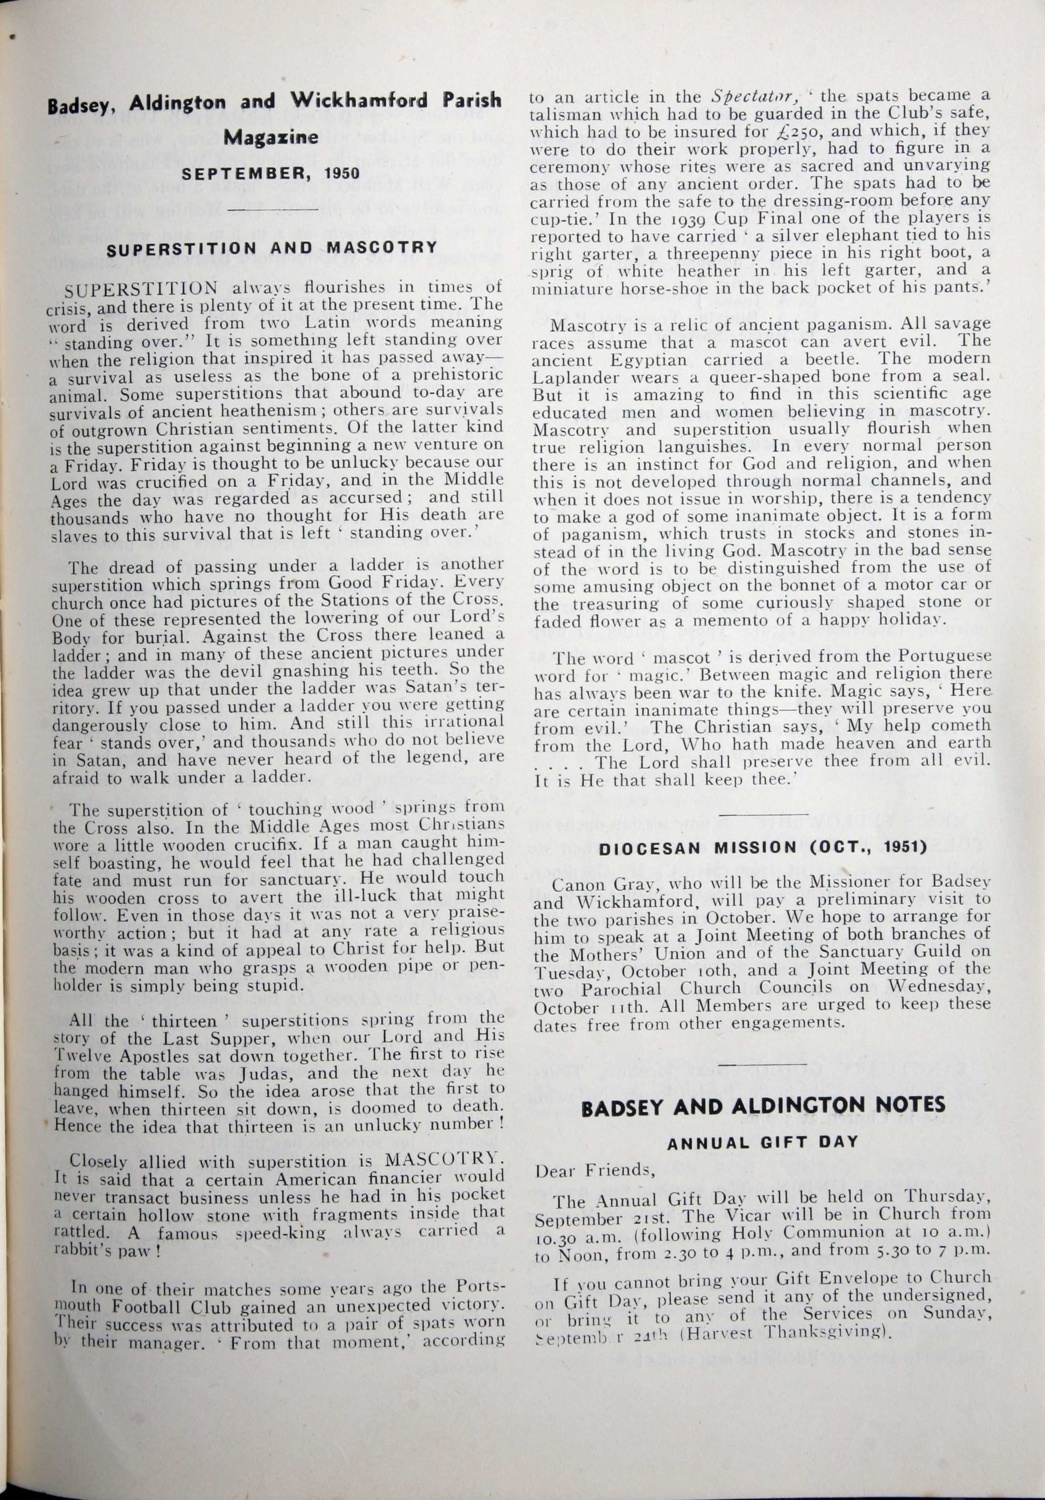 Badsey, Aldington and Wickhamford Parish
Magazine
SEPTEMBER, 1950
SUPERSTITION AND MASCOTRY
SUPERSTITION always flourishes in times of
crisis, and there is plenty of it at the present time. The
word is derived from two Latin words meaning
“ standing over.” It is something left standing over
when the religion that inspired it has passed away—
a survival as useless as the bone of a prehistoric
animal. Some superstitions that abound to-day are
survivals of ancient heathenism ; others are survivals
of outgrown Christian sentiments. Of the latter kind
is the superstition against beginning a new venture on
a Friday. Friday is thought to be unlucky because our
Lord was crucified on a Friday, and in the Middle
Ages the day was regarded as accursed ; and still
thousands who have no thought for His death are
slaves to this survival that is left ‘ standing over.’
The dread of passing under a ladder is another
superstition which springs from Good Friday. Every
church once had pictures of the Stations of the Cross.
One of these represented the lowering of our Lord's
Body for burial. Against the Cross there leaned a
ladder ; and in many of these ancient pictures under
the ladder was the devil gnashing his teeth. So the
idea grew up that under the ladder was Satan's ter-
ritory. If you passed under a ladder you were getting
dangerously close to him. And still this irrational
fear ‘ stands over,’ and thousands who do not believe
in Satan, and have never heard of the legend, are
afraid to walk under a ladder.
The superstition of ‘ touching wood ’ springs from
the Cross also. In the Middle Ages most Christians
wore a little wooden crucifix. If a man caught him-
self boasting, he would feel that he had challenged
fate and must run for sanctuary. He would touch
his wooden cross to avert the ill-luck that might
follow. Even in those days it was not a very praise-
worthy action ; but it had at any rate a religious
basis ; it was a kind of appeal to Christ for help. But
the modern man who grasps a wooden pipe or pen-
holder is simply being stupid.
All the ‘ thirteen ’ superstitions spring from the
story of the Last Supper, when our Lord and His
Twelve Apostles sat down together. The first to rise
from the table was Judas, and the next day he
hanged himself. So the idea arose that the first to
leave, when thirteen sit down, is doomed to death.
Hence the idea that thirteen is an unlucky number !
Closely allied with superstition is MASCOTRY.
It is said that a certain American financier would
never transact business unless he had in his pocket
a certain hollow stone with fragments inside that
rattled. A famous speed-king always carried a
rabbit's paw !
In one of their matches some years ago the Ports-
mouth Football Club gained an unexpected victory.
Their success was attributed to a pair of spats worn
by their manager. ‘ From that moment,’ according
to an article in the Spectator, ‘ the spats became a
talisman which had to be guarded in the Club's safe,
which had to be insured for £250, and which, if they
were to do their work properly, had to figure in a
ceremony whose rites were as sacred and unvarying
as those of any ancient order. The spats had to be
carried from the safe to the dressing-room before any
cup-tie.’ In the 1939 Cup Final one of the players is
reported to have carried ‘ a silver elephant tied to his
right garter, a threepenny piece in his right boot, a
sprig of white heather in his left garter, and a
miniature horse-shoe in the back pocket of his pants.’
Mascotry is a relic of ancient paganism. All savage
races assume that a mascot can avert evil. The
ancient Egyptian carried a beetle. The modern
Laplander wears a queer-shaped bone from a seal.
But it is amazing to find in this scientific age
educated men and women believing in mascotry.
Mascotry and superstition usually flourish when
true religion languishes. In every normal person
there is an instinct for God and religion, and when
this is not developed through normal channels, and
when it does not issue in worship, there is a tendency
to make a god of some inanimate object. It is a form
of paganism, which trusts in stocks and stones in-
stead of in the living God. Mascotry in the bad sense
of the word is to be distinguished from the use of
some amusing object on the bonnet of a motor car or
the treasuring of some curiously shaped stone or
faded flower as a memento of a happy holiday.
The word ‘ mascot ’ is derived from the Portuguese
word for ‘ magic.’ Between magic and religion there
has always been war to the knife. Magic says, ‘ Here
are certain inanimate things—they will preserve you
from evil.’ The Christian says, ‘ My help cometh
from the Lord, Who hath made heaven and earth
. . . . The Lord shall preserve thee from all evil.
It is He that shall keep thee.’
DIOCESAN MISSION (OCT., 1951)
Canon Gray, who will be the Missioner for Badsey
and Wickhamford, will pay a preliminary visit to
the two parishes in October. We hope to arrange for
him to speak at a Joint Meeting of both branches of
the Mothers' Union and of the Sanctuary Guild on
Tuesday, October 10th, and a Joint Meeting of the
two Parochial Church Councils on Wednesday,
October 11th. All Members are urged to keep these
dates free from other engagements.
BADSEY AND ALDINGTON NOTES
ANNUAL GIFT DAY
Dear Friends,
The Annual Gift Day will be held on Thursday,
September 21st. The Vicar will be in Church from
10.30 a.m. (following Holy Communion at 10 a.m.)
to Noon, from 2.30 to 4 p.m., and from 5.30 to 7 p.m.
If you cannot bring your Gift Envelope to Church
on Gift Day, please send it any of the undersigned,
or bring it to any of the Services on Sunday,
Septemb r 24th (Harvest Thanksgiving).